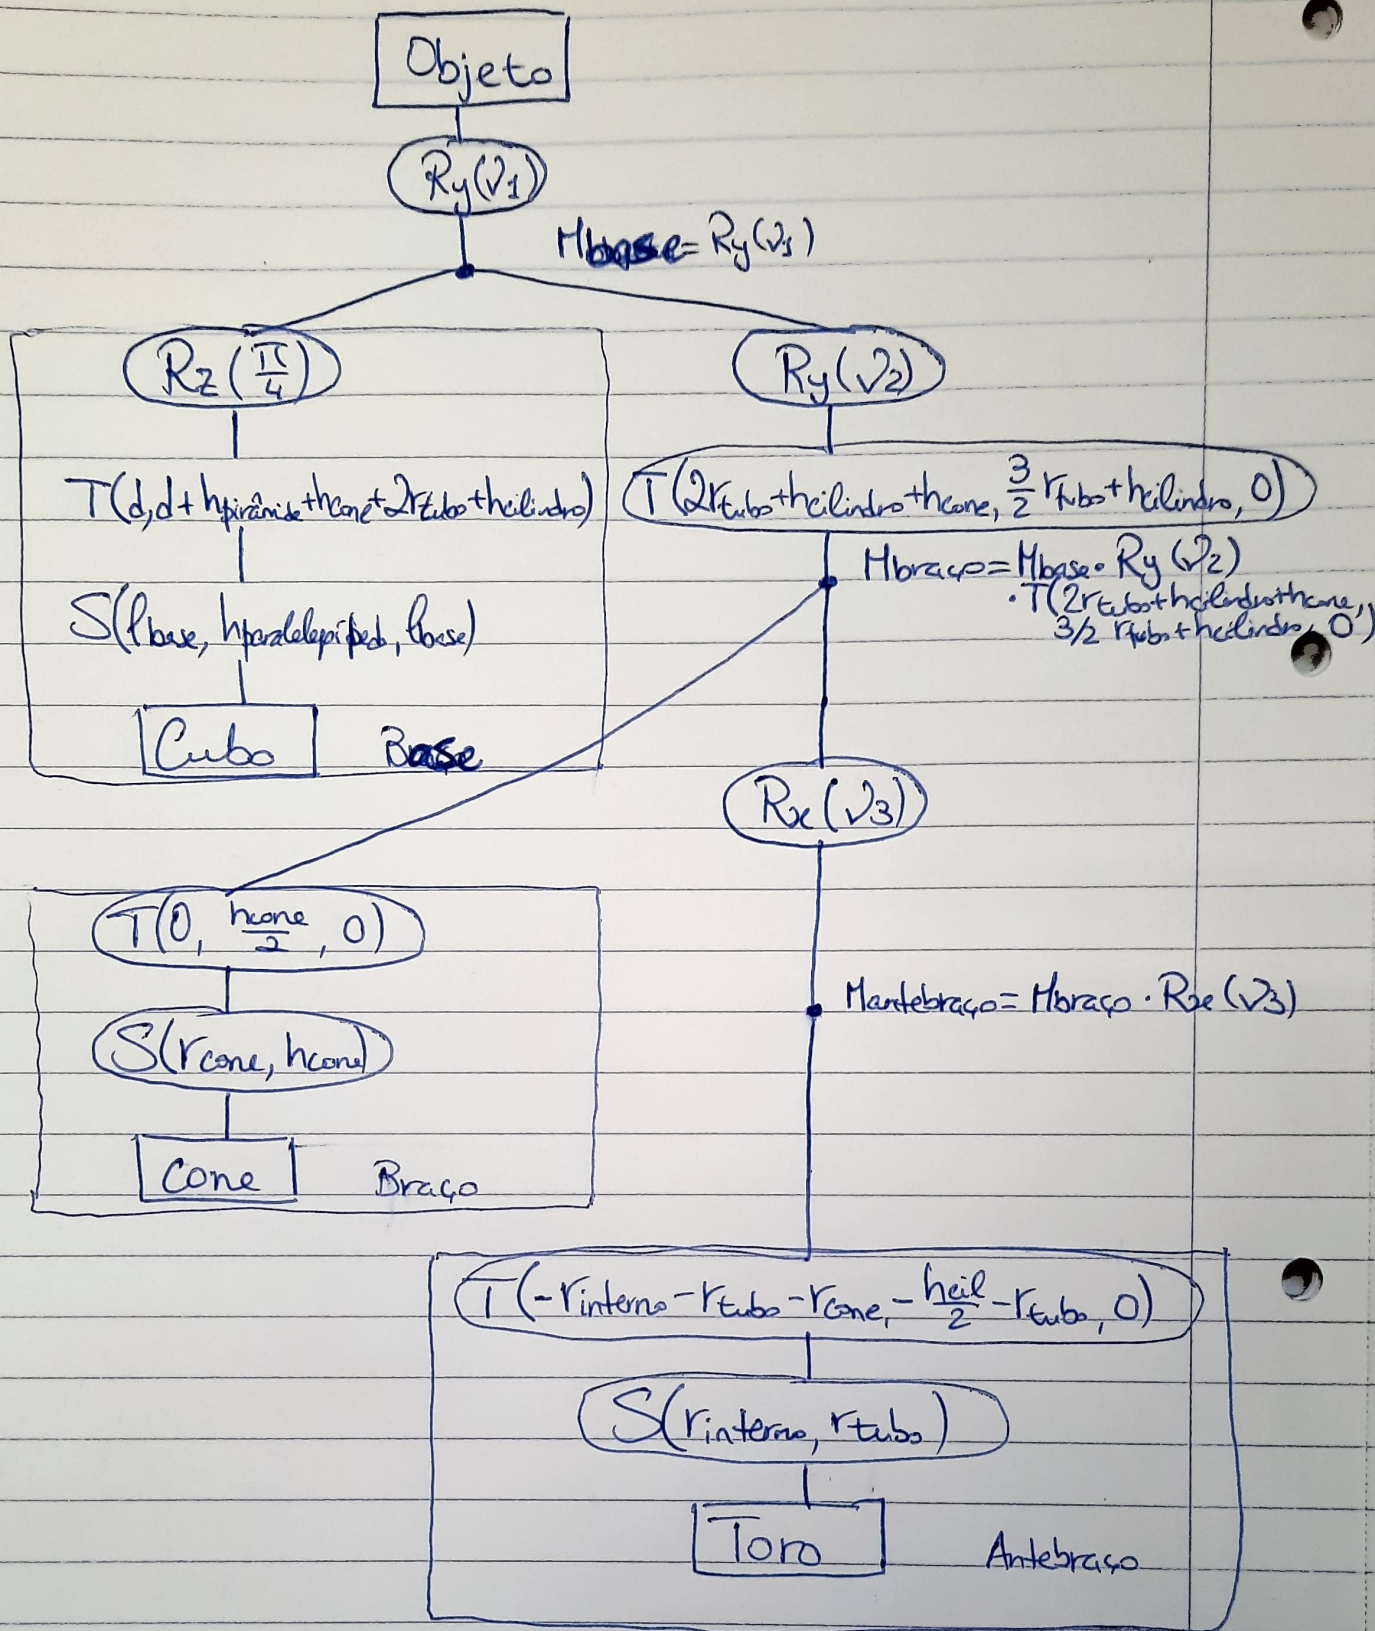 Objeto
Ry(ν1)
Mbase=Ry(ν1)
Rz(π/4)
Ry(ν2)
T(d,d+hpirâmide+hcone+2rtubo+hcilindro)
T(2rtubo+hcilindro+hcone, 3/2 rtubo+hcilindro, 0)
Mbraço=Mbase·Ry(ν2)
·T(2rtubo+hcilindro+hcone,
3/2 rtubo+hcilindro, 0)
S(lbase, hparalelepípedo, lbase)
Cubo Base
Rx(ν3)
T(0, hcone/2, 0)
Mantebraço=Mbraço·Rx(ν3)
S(rcone, hcone)
Cone Braço
T(-rinterno-rtubo-rcone,-hcil/2-rtubo, 0)
S(rinterno, rtubo)
Toro Antebraço